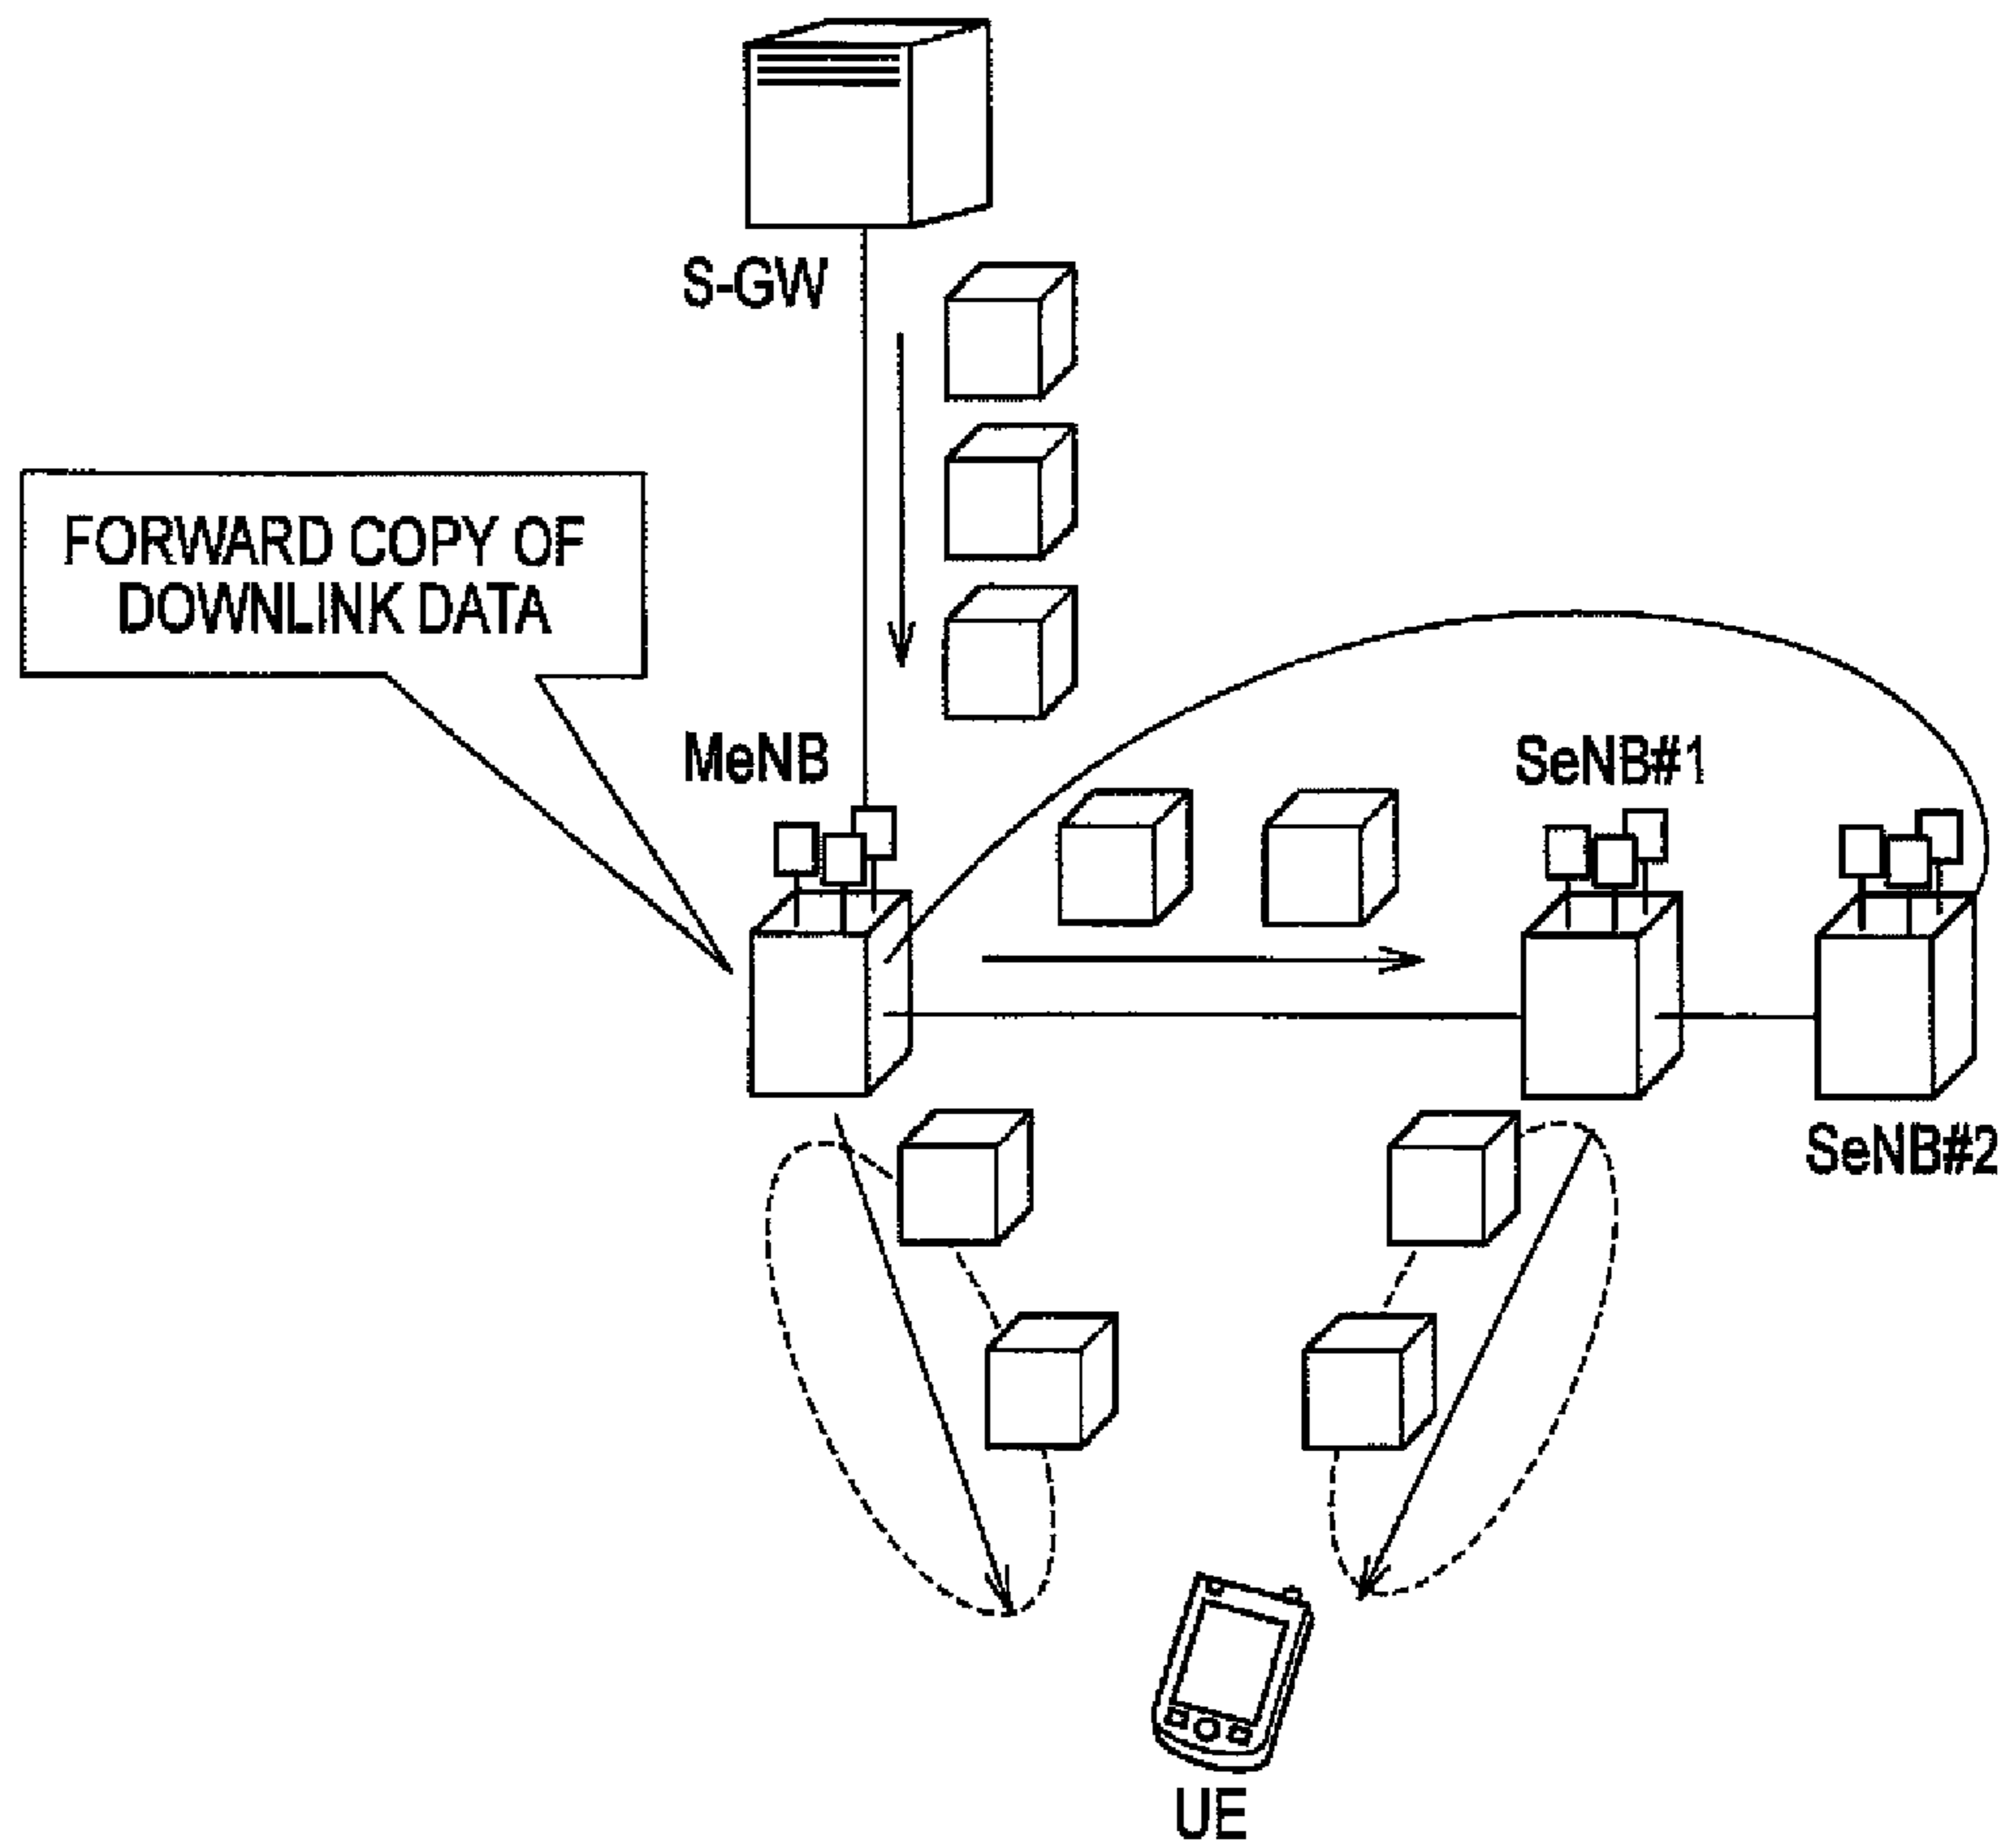 S-GW
FORWARD COPY OF
DOWNLINK DATA
MeNB
SeNB#1
SeNB#2
UE